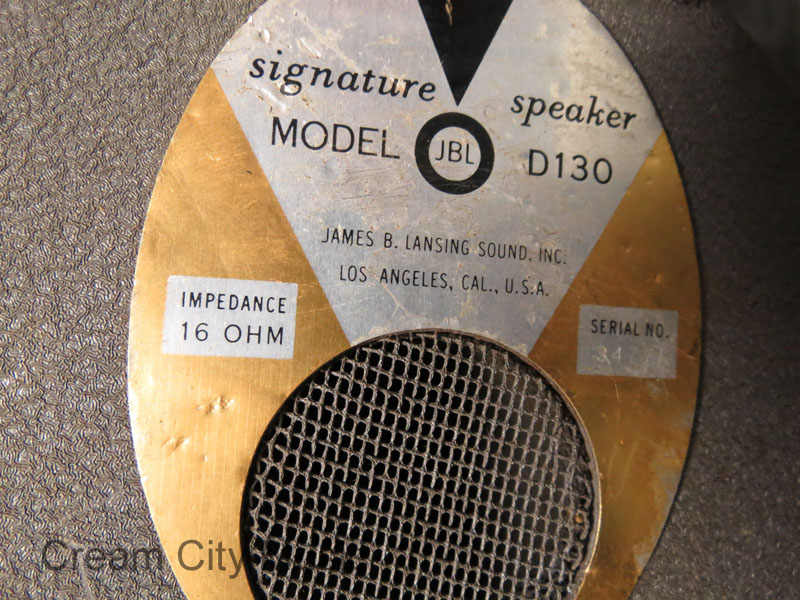 signature speaker
MODEL JBL D130
JAMES B. LANSING SOUND, INC.
LOS ANGELES, CAL., U.S.A.
IMPEDANCE
16 OHM
SERIAL NO.
Cream City